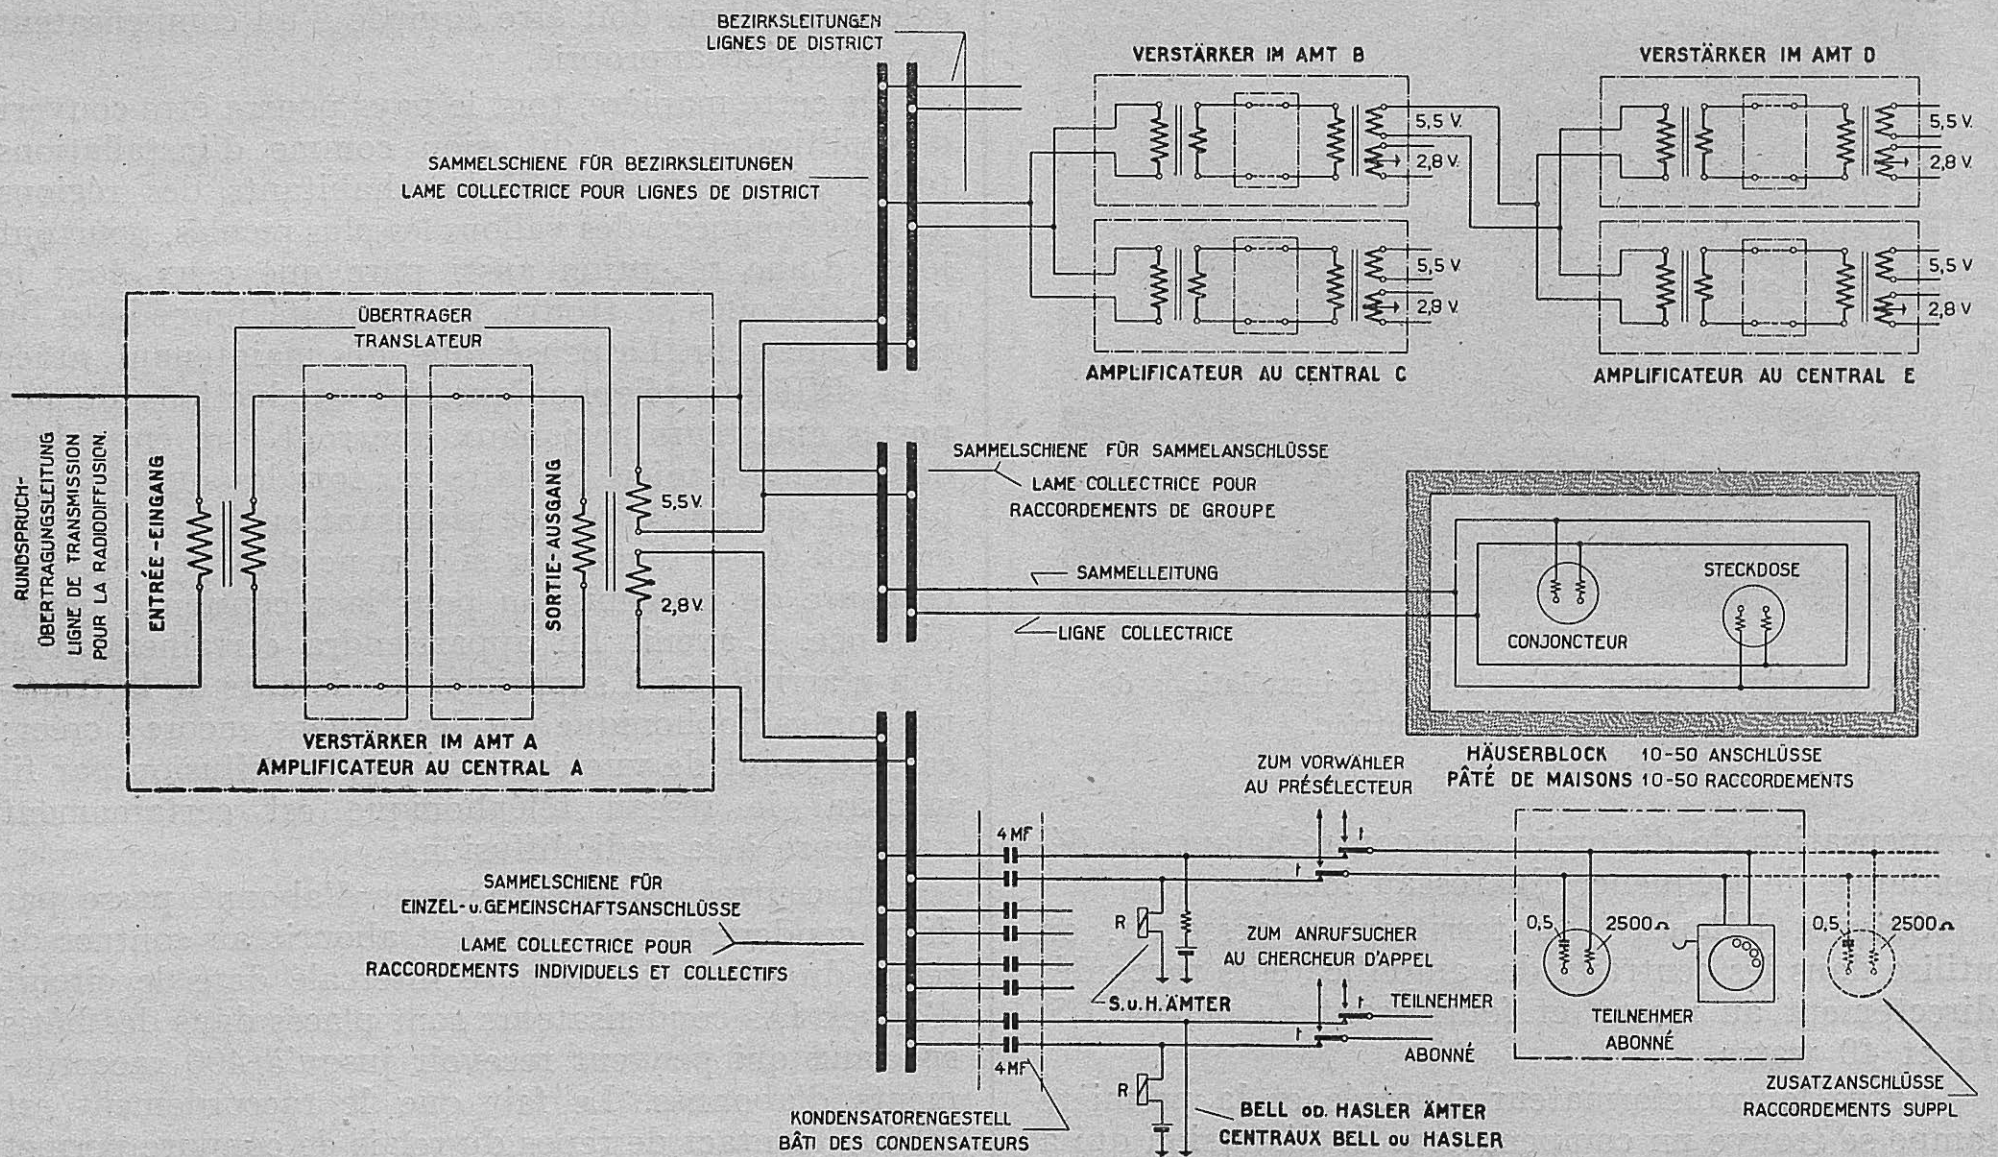 BEZIRKSLEITUNGEN
LIGNES DE DISTRICT
VERSTÄRKER IM AMT B
VERSTÄRKER IM AMT D
5,5 V.
2,8 V.
5,5 V.
2,8 V.
SAMMELSCHIENE FÜR BEZIRKSLEITUNGEN
LAME COLLECTRICE POUR LIGNES DE DISTRICT
5,5 V
2,8 V.
5,5 V
2,8 V
AMPLIFICATEUR AU CENTRAL C
AMPLIFICATEUR AU CENTRAL E
ÜBERTRAGER
TRANSLATEUR
RUNDSPRUCH-
ÜBERTRAGUNGSLEITUNG
LIGNE DE TRANSMISSION
POUR LA RADIODIFFUSION.
ENTRÉE-EINGANG
SORTIE-AUSGANG
5,5 V.
2,8 V.
VERSTÄRKER IM AMT A
AMPLIFICATEUR AU CENTRAL A
SAMMELSCHIENE FÜR SAMMELANSCHLÜSSE
LAME COLLECTRICE POUR
RACCORDEMENTS DE GROUPE
SAMMELLEITUNG
LIGNE COLLECTRICE
CONJONCTEUR
STECKDOSE
HÄUSERBLOCK 10-50 ANSCHLÜSSE
PÂTÉ DE MAISONS 10-50 RACCORDEMENTS
ZUM VORWÄHLER
AU PRÉSÉLECTEUR
4 MF
SAMMELSCHIENE FÜR
EINZEL- u. GEMEINSCHAFTSANSCHLÜSSE
LAME COLLECTRICE POUR
RACCORDEMENTS INDIVIDUELS ET COLLECTIFS
R
S. u. H. ÄMTER
ZUM ANRUFSUCHER
AU CHERCHEUR D'APPEL
TEILNEHMER
ABONNÉ
0,5
2500 Ω
TEILNEHMER
ABONNÉ
0,5
2500 Ω
ZUSATZANSCHLÜSSE
RACCORDEMENTS SUPPL
4 MF
R
KONDENSATORENGESTELL
BÂTI DES CONDENSATEURS
BELL OD. HASLER ÄMTER
CENTRAUX BELL OU HASLER